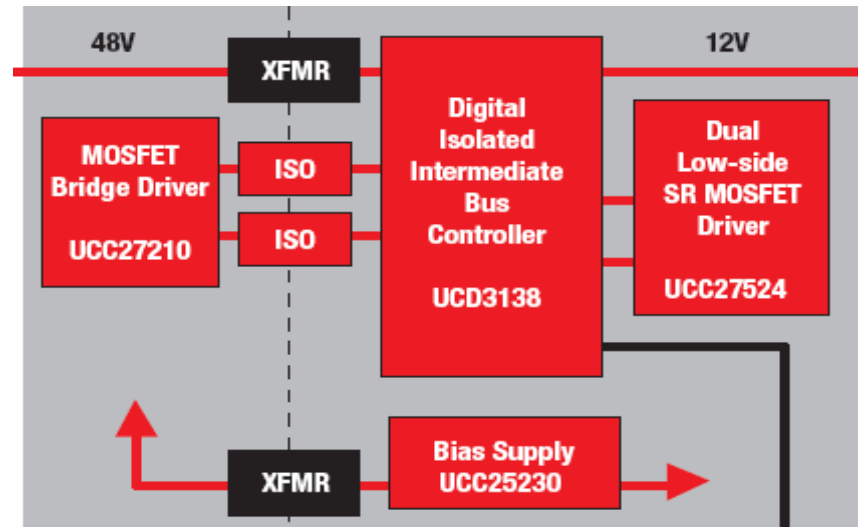 48V
XFMR
12V
Digital
Isolated
Intermediate
Bus
Controller
UCD3138
MOSFET
Bridge Driver
UCC27210
ISO
ISO
Dual
Low-side
SR MOSFET
Driver
UCC27524
XFMR
Bias Supply
UCC25230